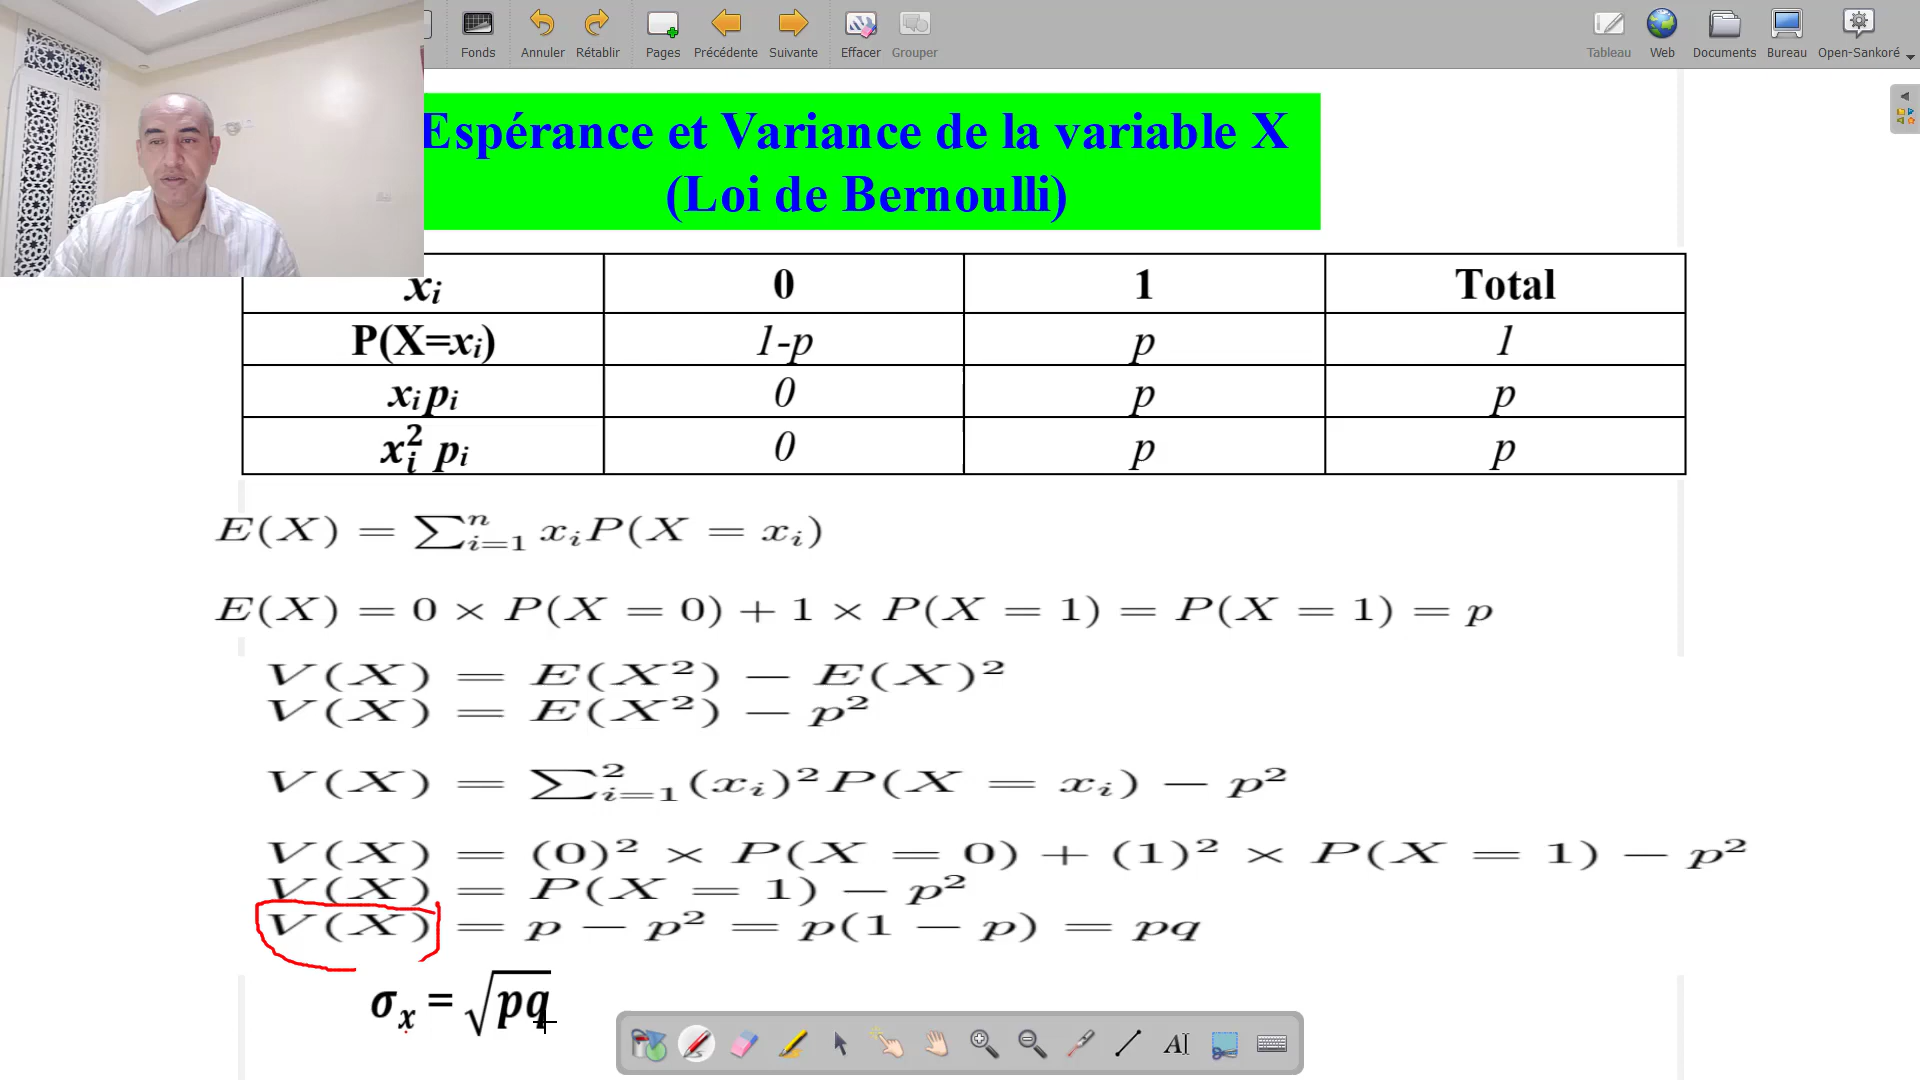 Fonds Annuler Rétablir Pages Précédente Suivante Effacer Grouper Tableau Web Documents Bureau Open-Sankoré
Espérance et Variance de la variable X
(Loi de Bernoulli)
xᵢ 0 1 Total
P(X=xᵢ) 1-p p 1
xᵢ pᵢ 0 p p
xᵢ² pᵢ 0 p p
E(X) = ∑ⁿᵢ₌₁ xᵢP(X = xᵢ)
E(X) = 0 × P(X = 0) + 1 × P(X = 1) = P(X = 1) = p
V(X) = E(X²) − E(X)²
V(X) = E(X²) − p²
V(X) = ∑²ᵢ₌₁(xᵢ)²P(X = xᵢ) − p²
V(X) = (0)² × P(X = 0) + (1)² × P(X = 1) − p²
V(X) = P(X = 1) − p²
V(X) = p − p² = p(1 − p) = pq
σₓ = √pq